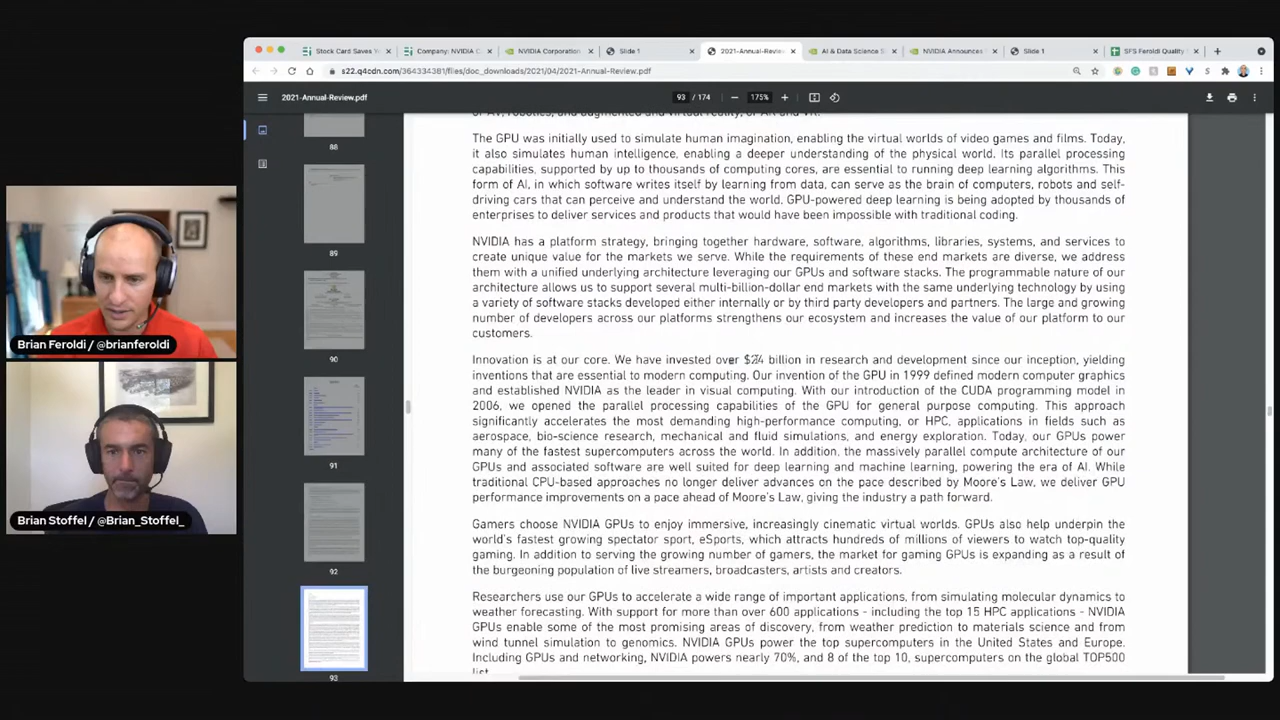 Stock Card Saves W
Company: NVIDIA C
NVIDIA Corporation
Slide 1
2021-Annual-Review
AI & Data Science S
NVIDIA Announces
Slide 1
SFS Feroldi Quality
s22.q4cdn.com/364334381/files/doc_downloads/2021/04/2021-Annual-Review.pdf
2021-Annual-Review.pdf
93 / 174
175%
The GPU was initially used to simulate human imagination, enabling the virtual worlds of video games and films. Today,
it also simulates human intelligence, enabling a deeper understanding of the physical world. Its parallel processing
capabilities, supported by up to thousands of computing cores, are essential to running deep learning algorithms. This
form of AI, in which software writes itself by learning from data, can serve as the brain of computers, robots and self-
driving cars that can perceive and understand the world. GPU-powered deep learning is being adopted by thousands of
enterprises to deliver services and products that would have been impossible with traditional coding.
NVIDIA has a platform strategy, bringing together hardware, software, algorithms, libraries, systems, and services to
create unique value for the markets we serve. While the requirements of these end markets are diverse, we address
them with a unified underlying architecture leveraging our GPUs and software stacks. The programmable nature of our
architecture allows us to support several multi-billion-dollar end markets with the same underlying technology by using
a variety of software stacks developed either internally or by third party developers and partners. The large and growing
number of developers across our platforms strengthens our ecosystem and increases the value of our platform to our
customers.
Innovation is at our core. We have invested over $24 billion in research and development since our inception, yielding
inventions that are essential to modern computing. Our invention of the GPU in 1999 defined modern computer graphics
and established NVIDIA as the leader in visual computing. With our introduction of the CUDA programming model in
2006, we opened the parallel processing capabilities of the GPU for general purpose computing. This approach
significantly accelerates the most demanding high-performance computing, or HPC, applications in fields such as
aerospace, bio-science research, mechanical and fluid simulations, and energy exploration. Today, our GPUs power
many of the fastest supercomputers across the world. In addition, the massively parallel compute architecture of our
GPUs and associated software are well suited for deep learning and machine learning, powering the era of AI. While
traditional CPU-based approaches no longer deliver advances on the pace described by Moore's Law, we deliver GPU
performance improvements on a pace ahead of Moore's Law, giving the industry a path forward.
Gamers choose NVIDIA GPUs to enjoy immersive, increasingly cinematic virtual worlds. GPUs also help underpin the
world's fastest growing spectator sport, eSports, which attracts hundreds of millions of viewers to watch top-quality
gaming. In addition to serving the growing number of gamers, the market for gaming GPUs is expanding as a result of
the burgeoning population of live streamers, broadcasters, artists and creators.
Researchers use our GPUs to accelerate a wide range of important applications, from simulating molecular dynamics to
weather forecasting. With support for more than over 600 applications - including the top 15 HPC applications - NVIDIA
GPUs enable some of the most promising areas of discovery, from weather prediction to materials science and from
wind tunnel simulation to genomics. NVIDIA GPUs power the top supercomputers in the United States and Europe.
Including GPUs and networking, NVIDIA powers nearly 70%, and 8 of the top 10, supercomputers on the global TOP500
list.
88
89
90
91
92
93
Brian Feroldi / @brianferoldi
Brian Stoffel / @Brian_Stoffel_